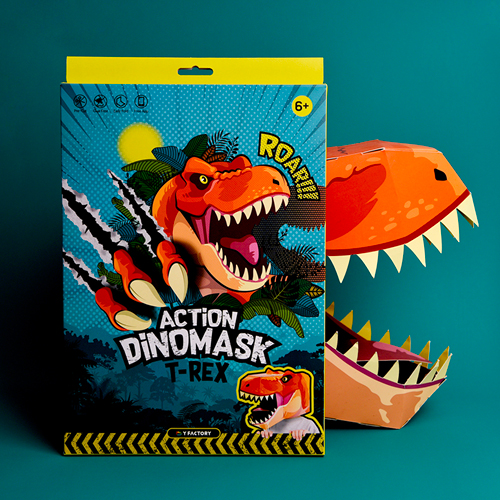 6+
ROAR!!!
ACTION
DINOMASK
T-REX
Y FACTORY